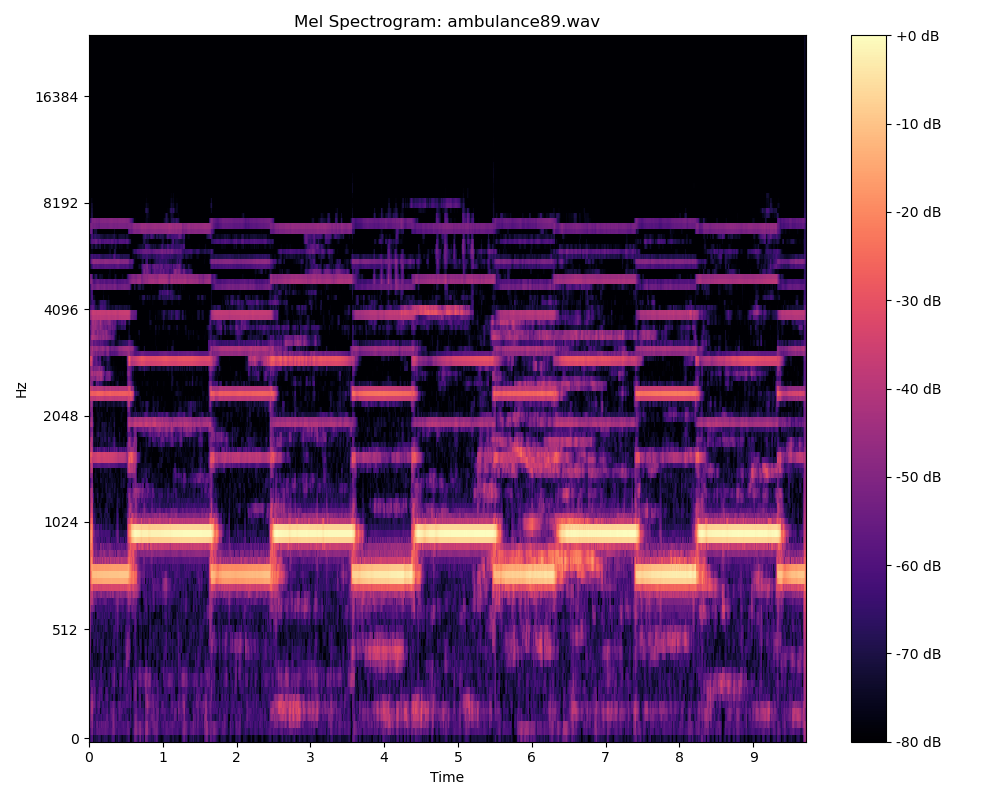 Mel Spectrogram: ambulance89.wav
+0 dB
16384
-10 dB
8192
-20 dB
4096
-30 dB
Hz
-40 dB
2048
-50 dB
1024
-60 dB
512
-70 dB
0
-80 dB
0 1 2 3 4 5 6 7 8 9
Time